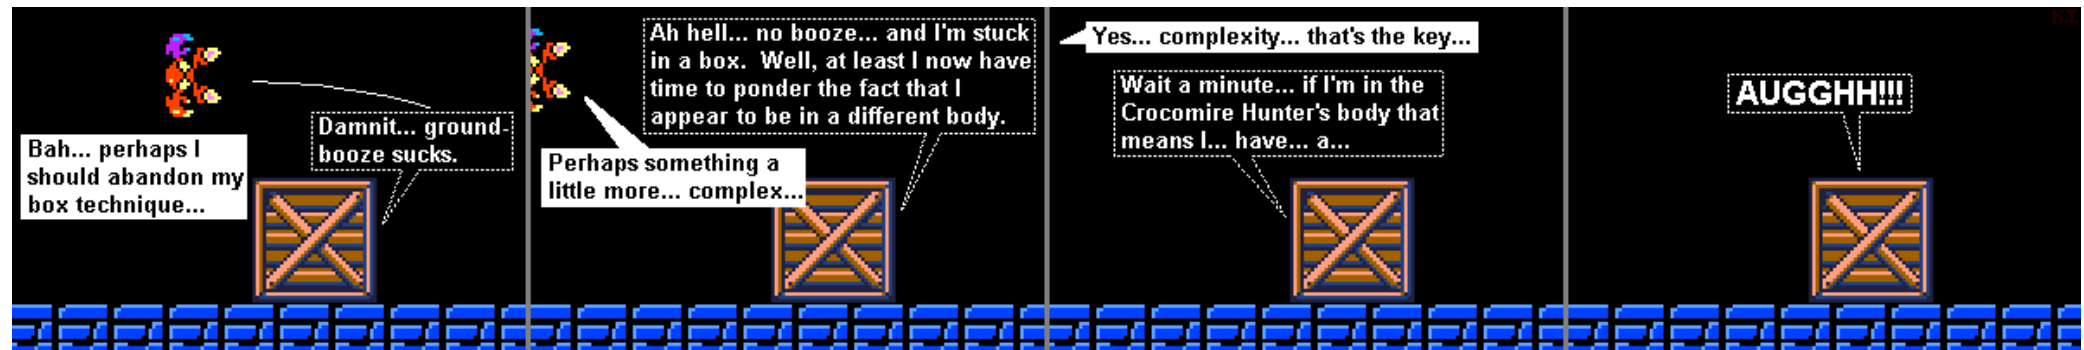 Bah... perhaps I
should abandon my
box technique...
Damnit... ground-
booze sucks.
Ah hell... no booze... and I'm stuck
in a box.  Well, at least I now have
time to ponder the fact that I
appear to be in a different body.
Perhaps something a
little more... complex...
Yes... complexity... that's the key...
Wait a minute... if I'm in the
Crocomire Hunter's body that
means I... have... a...
AUGGHH!!!